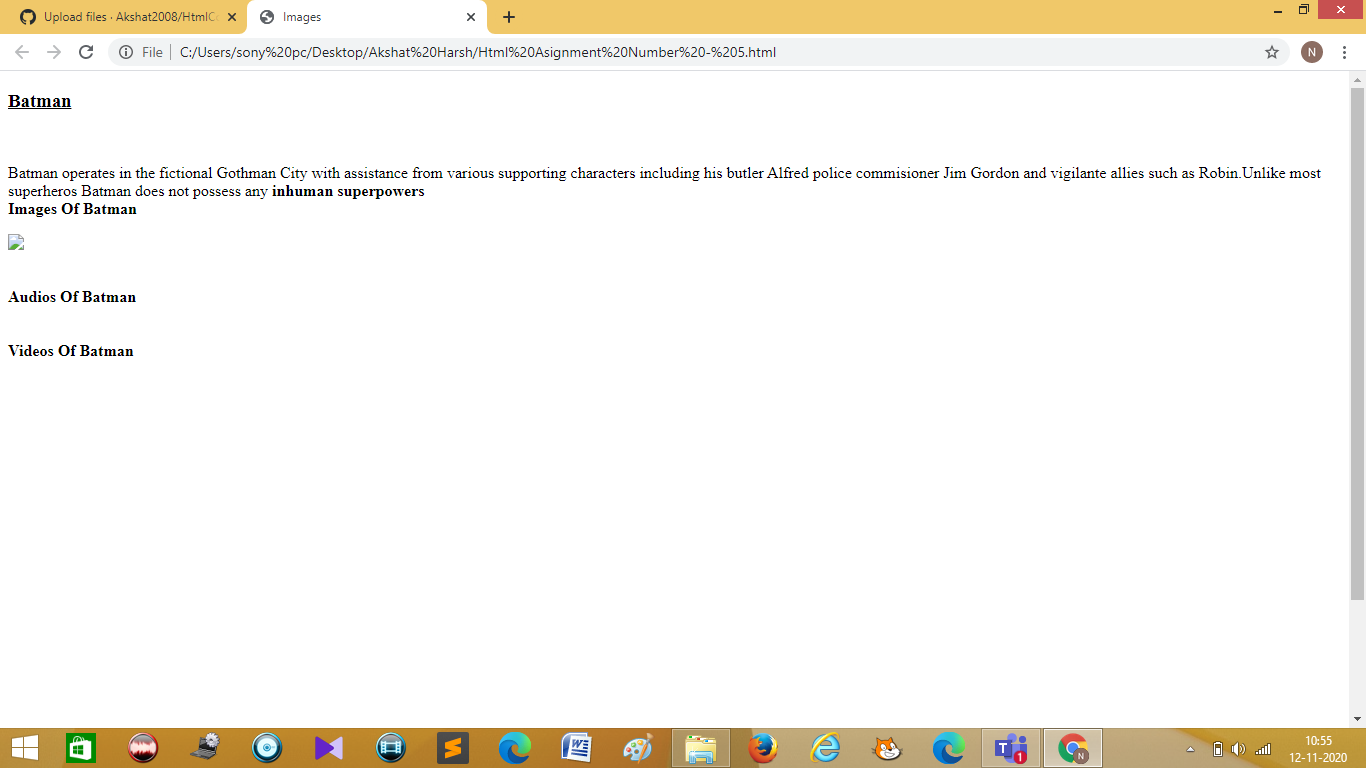 Upload files · Akshat2008/HtmlC
Images
File
C:/Users/sony%20pc/Desktop/Akshat%20Harsh/Html%20Asignment%20Number%20-%205.html
N
Batman
Batman operates in the fictional Gothman City with assistance from various supporting characters including his butler Alfred police commisioner Jim Gordon and vigilante allies such as Robin.Unlike most
superheros Batman does not possess any inhuman superpowers
Images Of Batman
Audios Of Batman
Videos Of Batman
10:55
12-11-2020